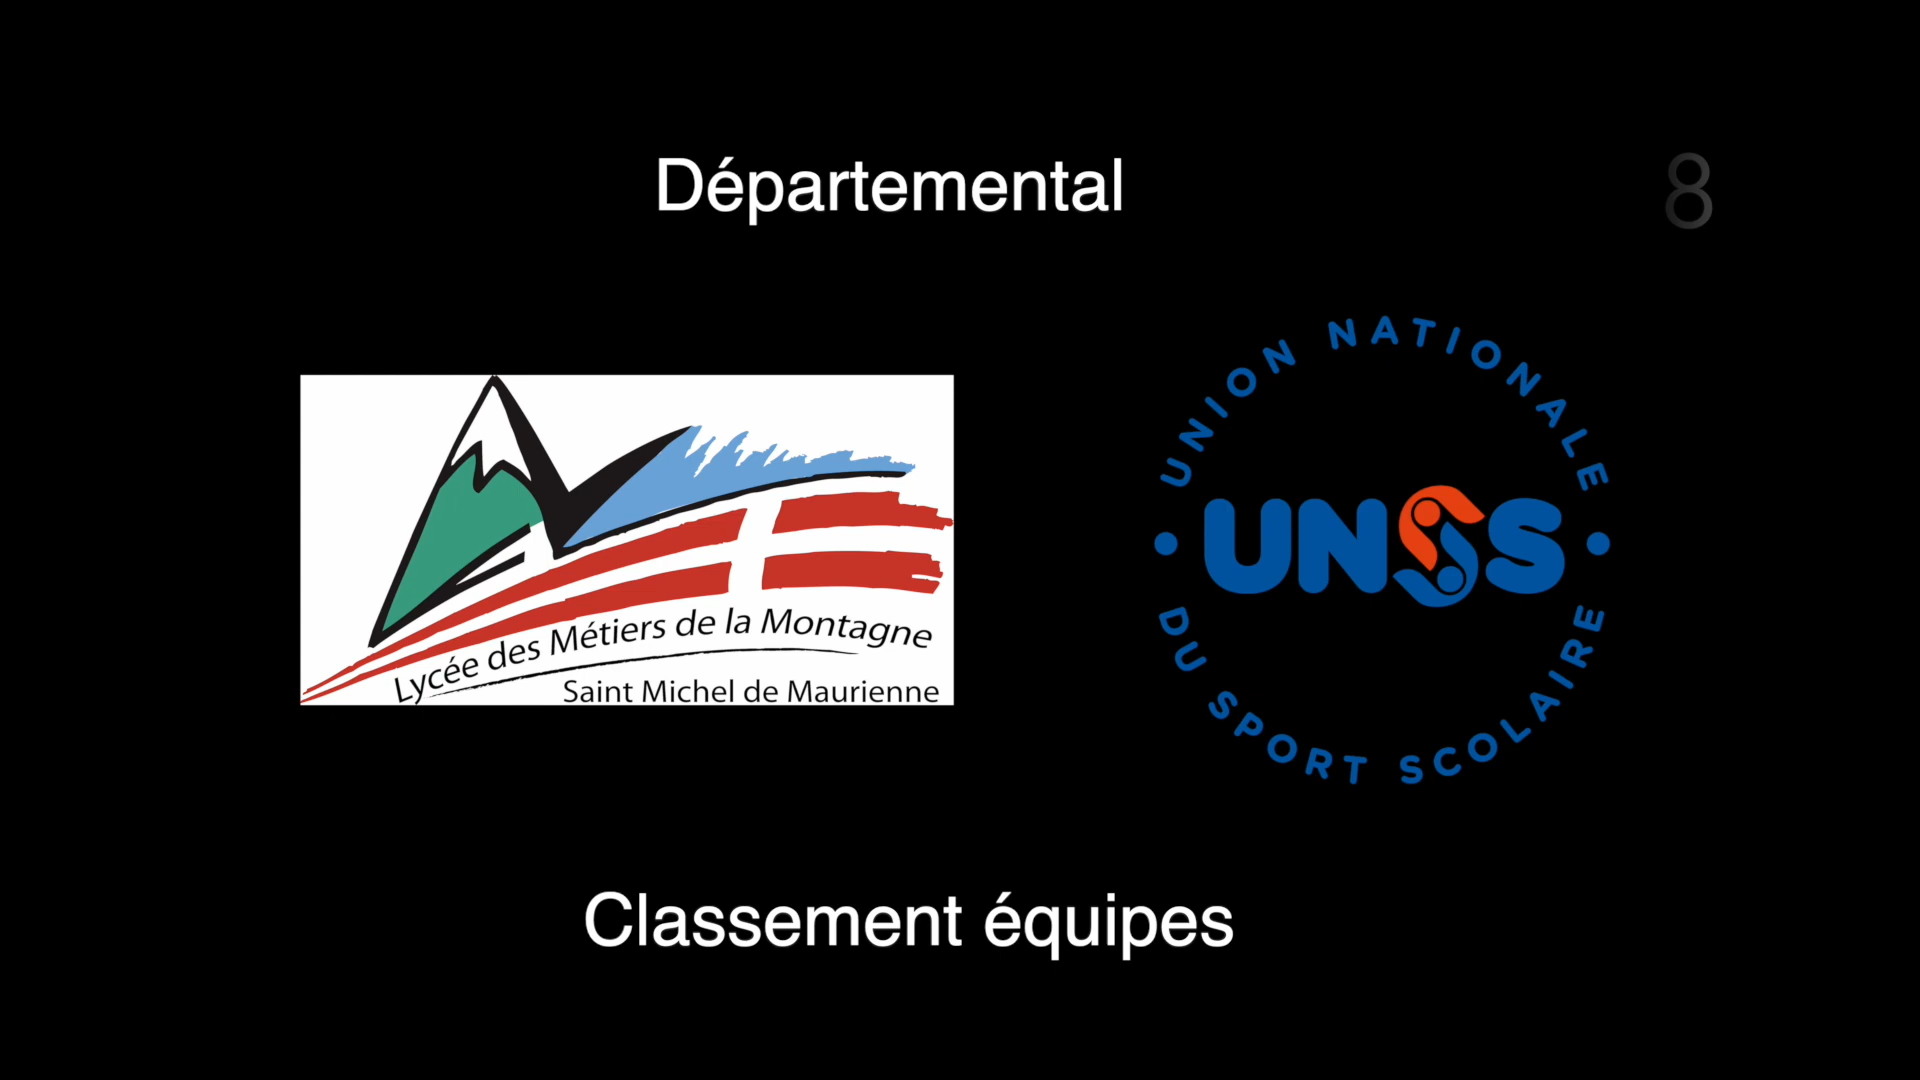 Départemental
8
Lycée des Métiers de la Montagne
Saint Michel de Maurienne
UNION NATIONALE
UNSS
DU SPORT SCOLAIRE
Classement équipes